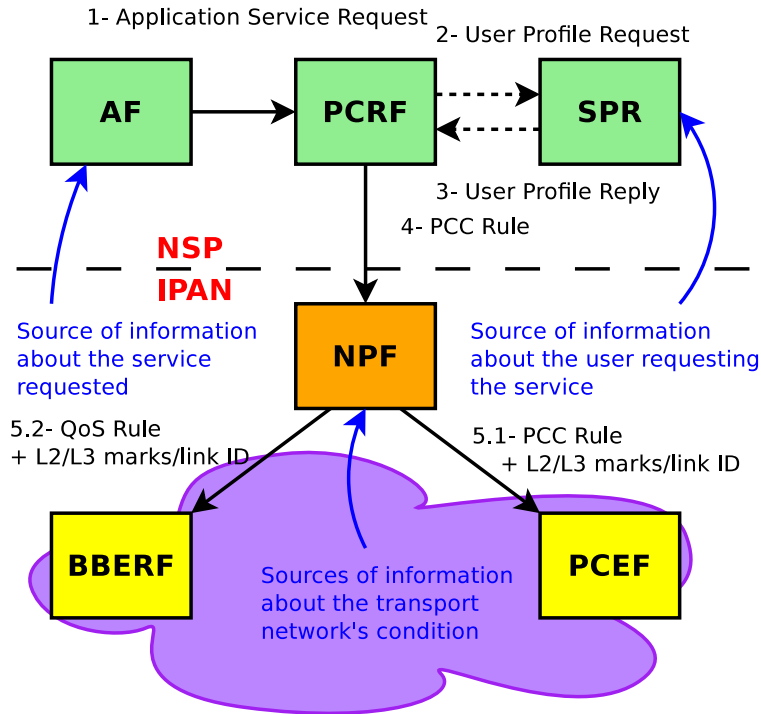 1- Application Service Request
2- User Profile Request
AF
PCRF
SPR
3- User Profile Reply
4- PCC Rule
NSP
IPAN
Source of information
about the service
requested
NPF
Source of information
about the user requesting
the service
5.2- QoS Rule
+ L2/L3 marks/link ID
5.1- PCC Rule
+ L2/L3 marks/link ID
BBERF
Sources of information
about the transport
network's condition
PCEF